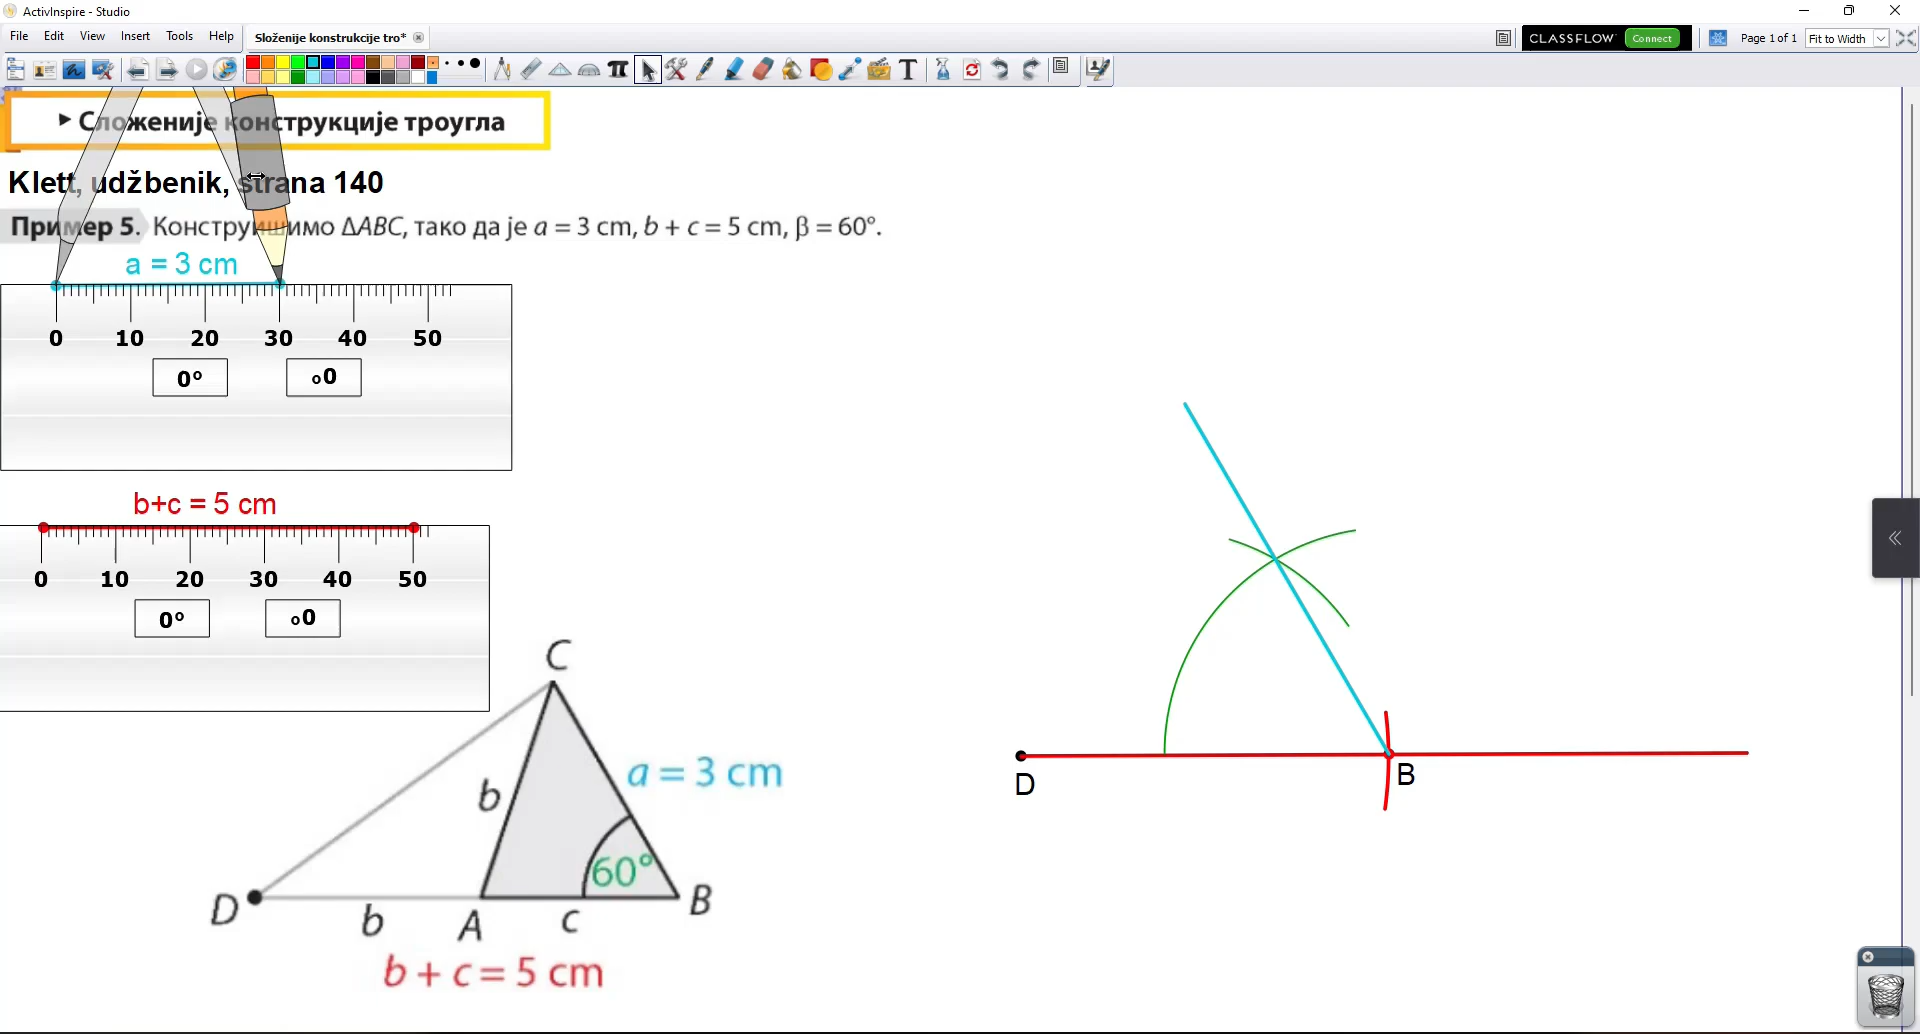 ActivInspire - Studio
File Edit View Insert Tools Help
Složenije konstrukcije tro*
CLASSFLOW Connect
Page 1 of 1 Fit to Width
Сложеније конструкције троугла
Klett, udžbenik, strana 140
Пример 5. Конструишимо ΔABC, тако да је a = 3 cm, b + c = 5 cm, β = 60°.
a = 3 cm
0 10 20 30 40 50
0° 0°
b+c = 5 cm
0 10 20 30 40 50
0° 0°
C
b
a = 3 cm
60°
D b A c B
b + c = 5 cm
D B